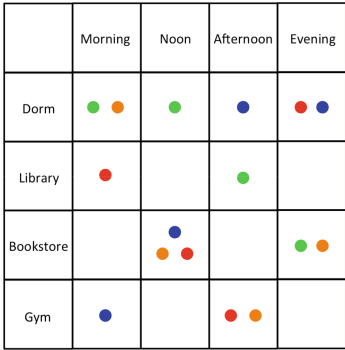 Morning Noon Afternoon Evening
Dorm
Library
Bookstore
Gym